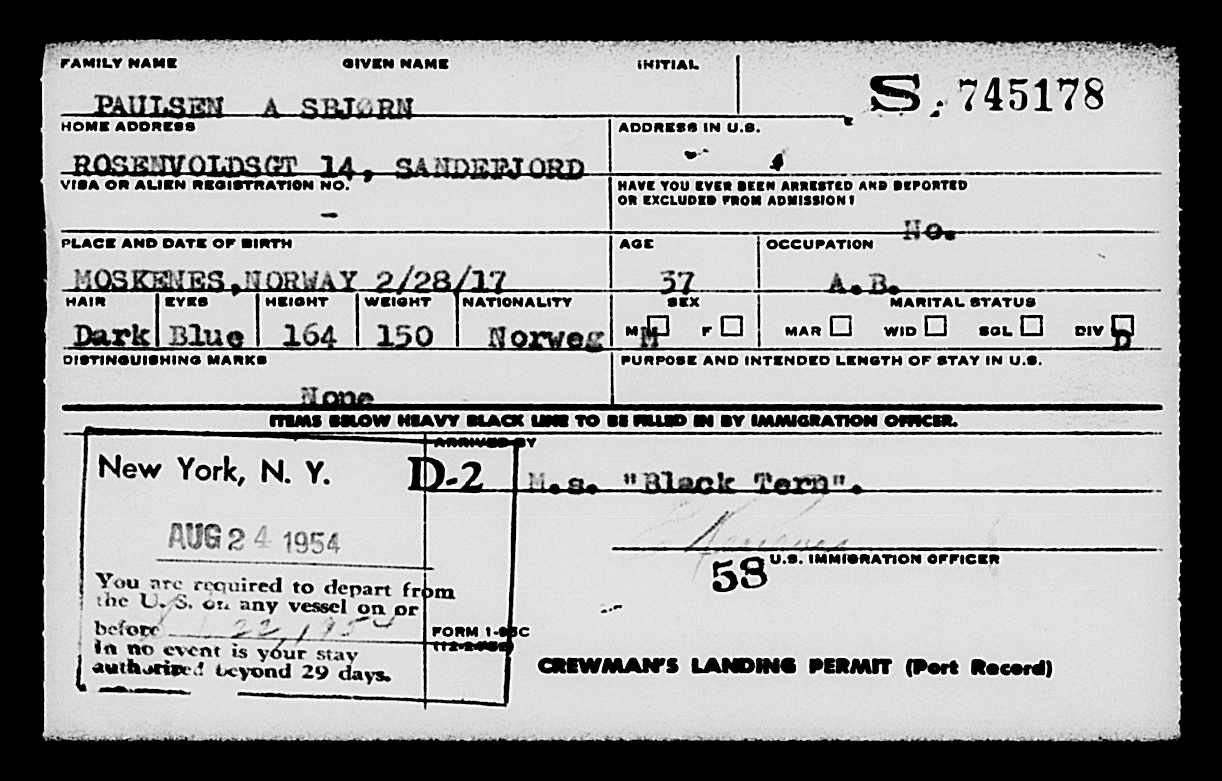 FAMILY NAME GIVEN NAME INITIAL
S. 745178
PAULSEN A SBJØRN
HOME ADDRESS ADDRESS IN U.S.
ROSENVOLDSGT 14, SANDEFJORD
VISA OR ALIEN REGISTRATION NO. HAVE YOU EVER BEEN ARRESTED AND DEPORTED
OR EXCLUDED FROM ADMISSION?
- No.
PLACE AND DATE OF BIRTH AGE OCCUPATION
MOSKENES, NORWAY 2/28/17 37 A.B.
HAIR EYES HEIGHT WEIGHT NATIONALITY SEX MARITAL STATUS
Dark Blue 164 150 Norweg M M F MAR WID SGL DIV D
DISTINGUISHING MARKS PURPOSE AND INTENDED LENGTH OF STAY IN U.S.
None
ITEMS BELOW HEAVY BLACK LINE TO BE FILLED IN BY IMMIGRATION OFFICER.
ARRIVED BY
New York, N. Y. D-2 M.s. "Black Tern".
AUG 24 1954
U.S. IMMIGRATION OFFICER
58
You are required to depart from
the U. S. on any vessel on or
before 22, 1954
FORM I-95C
In no event is your stay
authorized beyond 29 days.
CREWMAN'S LANDING PERMIT (Port Record)